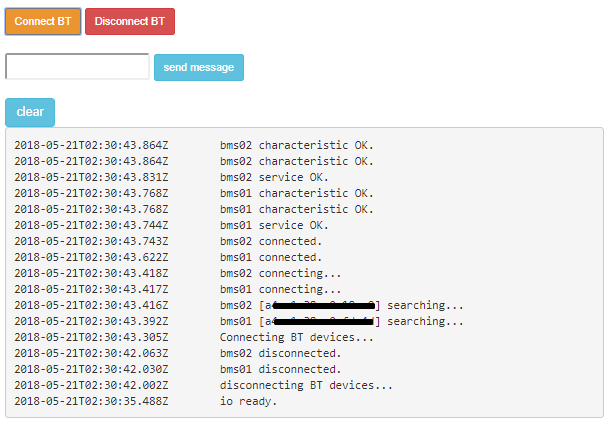 Connect BT Disconnect BT
send message
clear
2018-05-21T02:30:43.864Z bms02 characteristic OK.
2018-05-21T02:30:43.864Z bms02 characteristic OK.
2018-05-21T02:30:43.831Z bms02 service OK.
2018-05-21T02:30:43.768Z bms01 characteristic OK.
2018-05-21T02:30:43.768Z bms01 characteristic OK.
2018-05-21T02:30:43.744Z bms01 service OK.
2018-05-21T02:30:43.743Z bms02 connected.
2018-05-21T02:30:43.622Z bms01 connected.
2018-05-21T02:30:43.418Z bms02 connecting...
2018-05-21T02:30:43.417Z bms01 connecting...
2018-05-21T02:30:43.416Z bms02 searching...
2018-05-21T02:30:43.392Z bms01 searching...
2018-05-21T02:30:43.305Z Connecting BT devices...
2018-05-21T02:30:42.063Z bms02 disconnected.
2018-05-21T02:30:42.030Z bms01 disconnected.
2018-05-21T02:30:42.002Z disconnecting BT devices...
2018-05-21T02:30:35.488Z io ready.